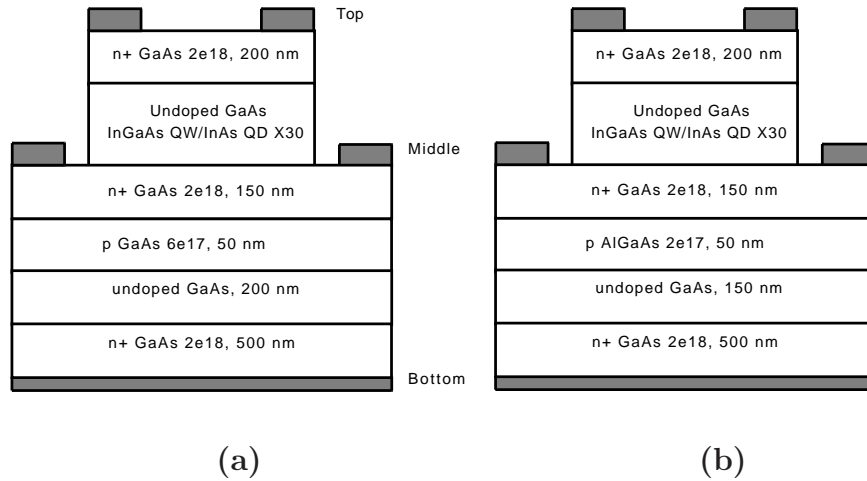 Top
n+ GaAs 2e18, 200 nm
Undoped GaAs
InGaAs QW/InAs QD X30
Middle
n+ GaAs 2e18, 150 nm
p GaAs 6e17, 50 nm
undoped GaAs, 200 nm
n+ GaAs 2e18, 500 nm
Bottom
(a)
n+ GaAs 2e18, 200 nm
Undoped GaAs
InGaAs QW/InAs QD X30
n+ GaAs 2e18, 150 nm
p AlGaAs 2e17, 50 nm
undoped GaAs, 150 nm
n+ GaAs 2e18, 500 nm
(b)